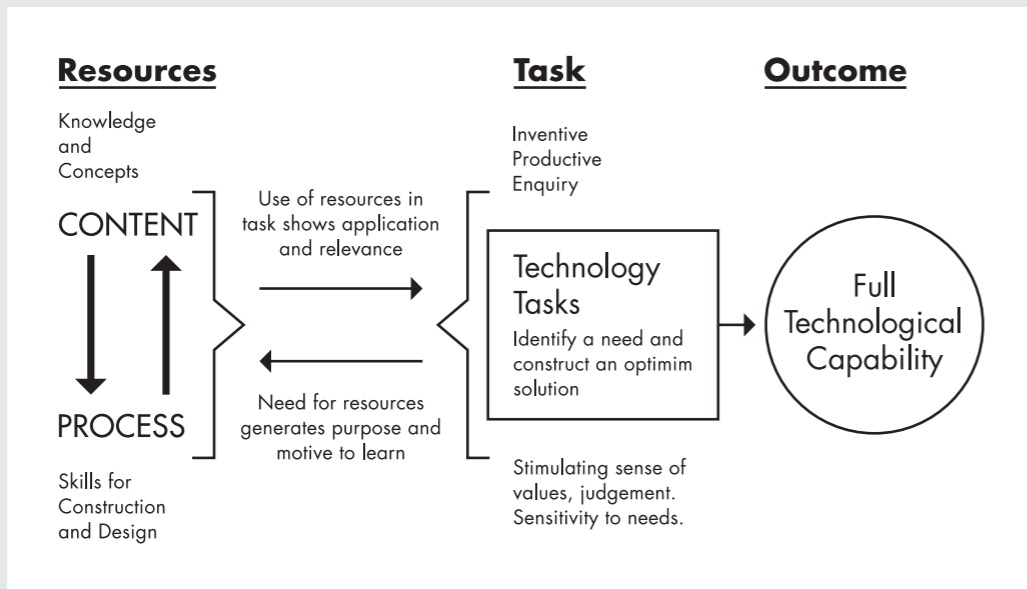 Resources
Knowledge
and
Concepts
CONTENT
PROCESS
Skills for
Construction
and Design
Use of resources in
task shows application
and relevance
Need for resources
generates purpose and
motive to learn
Task
Inventive
Productive
Enquiry
Technology
Tasks
Identify a need and
construct an optimim
solution
Stimulating sense of
values, judgement.
Sensitivity to needs.
Outcome
Full
Technological
Capability